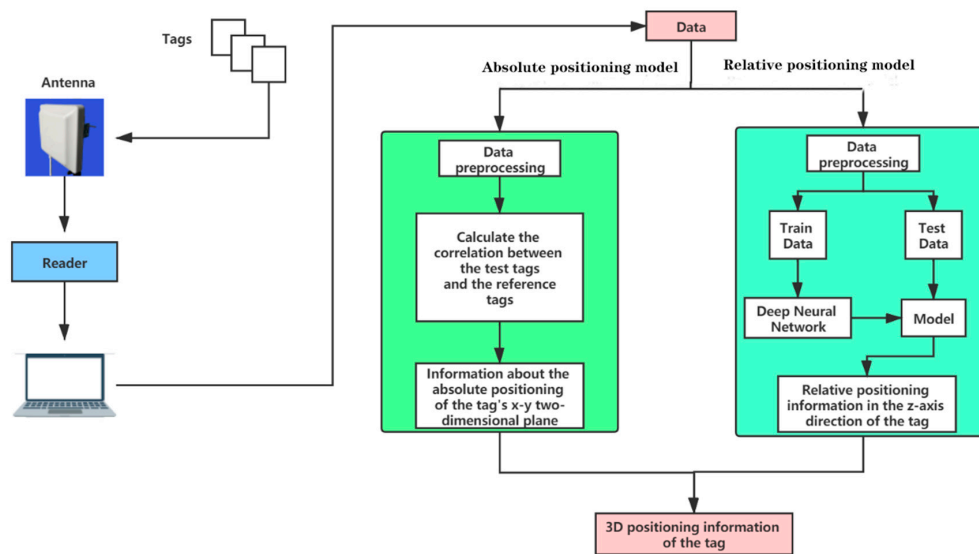 Tags
Antenna
Reader
Data
Absolute positioning model
Relative positioning model
Data
preprocessing
Calculate the
correlation between
the test tags
and the reference
tags
Information about the
absolute positioning
of the tag's x-y two-
dimensional plane
Data
preprocessing
Train
Data
Test
Data
Deep Neural
Network
Model
Relative positioning
information in the z-axis
direction of the tag
3D positioning information
of the tag